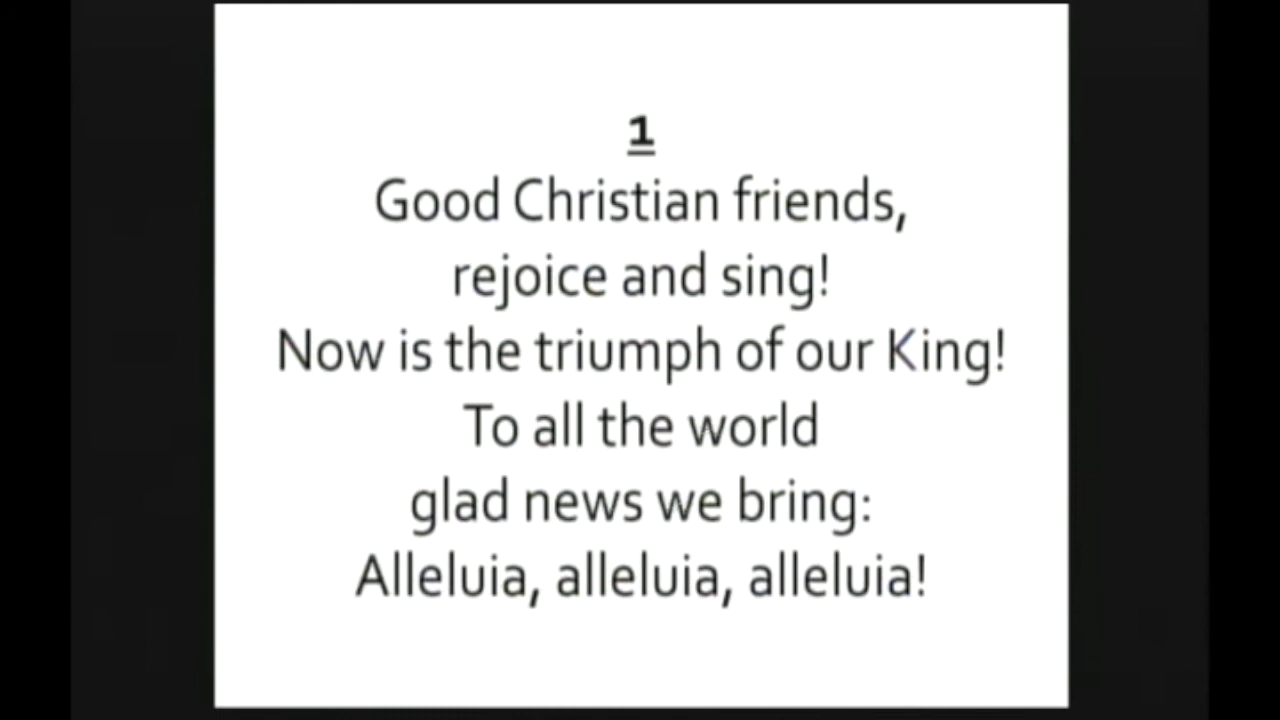 1
Good Christian friends,
rejoice and sing!
Now is the triumph of our King!
To all the world
glad news we bring:
Alleluia, alleluia, alleluia!